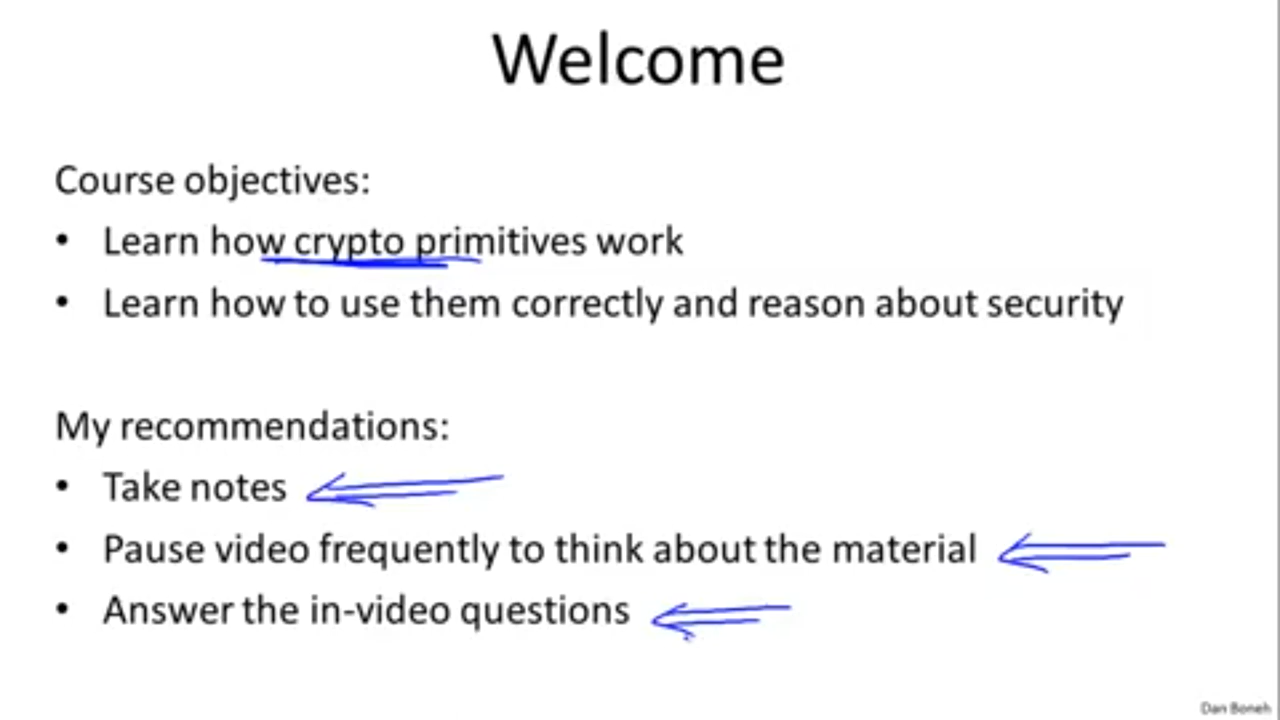 Welcome
Course objectives:
• Learn how crypto primitives work
• Learn how to use them correctly and reason about security
My recommendations:
• Take notes
• Pause video frequently to think about the material
• Answer the in-video questions
Dan Boneh